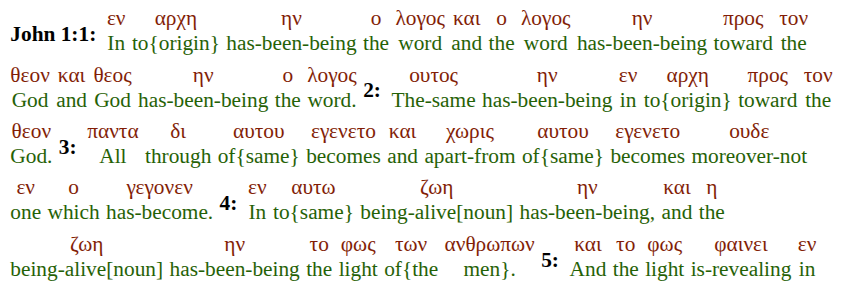 εν αρχη ην ο λογος και ο λογος ην προς τον
John 1:1: In to{origin} has-been-being the word and the word has-been-being toward the
θεον και θεος ην ο λογος ουτος ην εν αρχη προς τον
God and God has-been-being the word. 2: The-same has-been-being in to{origin} toward the
θεον παντα δι αυτου εγενετο και χωρις αυτου εγενετο ουδε
God. 3: All through of{same} becomes and apart-from of{same} becomes moreover-not
εν ο γεγονεν εν αυτω ζωη ην και η
one which has-become. 4: In to{same} being-alive[noun] has-been-being, and the
ζωη ην το φως των ανθρωπων και το φως φαινει εν
being-alive[noun] has-been-being the light of{the men}. 5: And the light is-revealing in